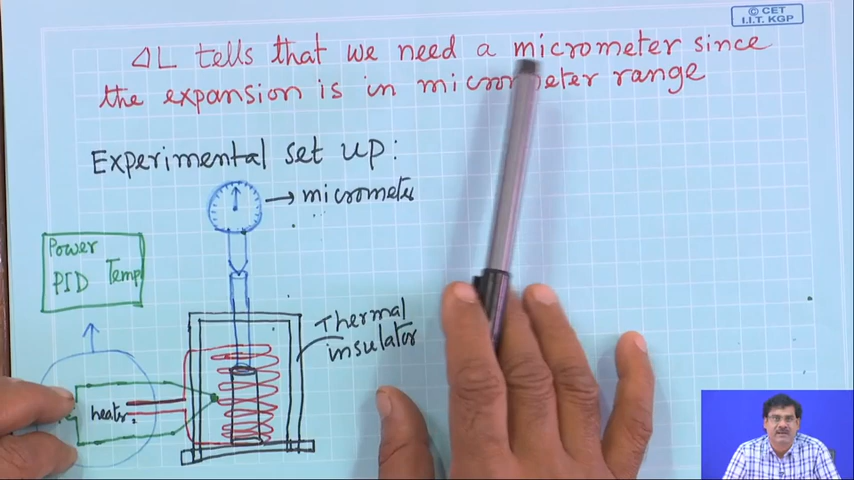 © CET
I.I.T. KGP
ΔL tells that we need a micrometer since
the expansion is in micrometer range
Experimental set up:
→ micrometer
Power
PID Temp
Thermal
insulator
heater